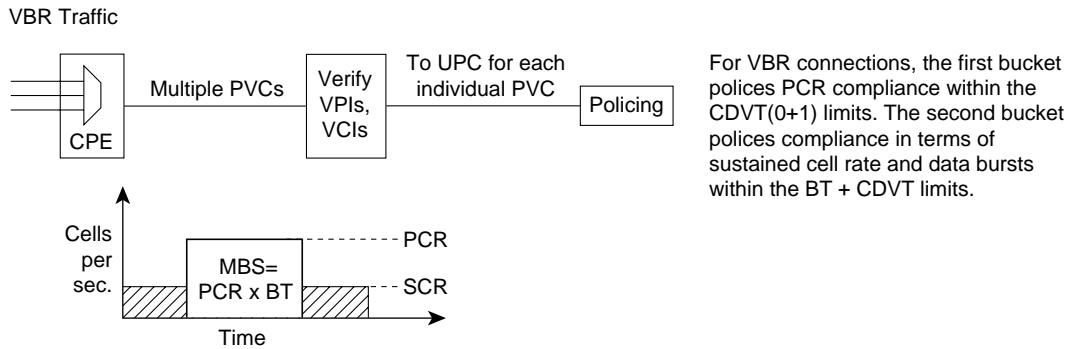 VBR Traffic
CPE
Multiple PVCs
Verify
VPIs,
VCIs
To UPC for each
individual PVC
Policing
For VBR connections, the first bucket
polices PCR compliance within the
CDVT(0+1) limits. The second bucket
polices compliance in terms of
sustained cell rate and data bursts
within the BT + CDVT limits.
Cells
per
sec.
MBS=
PCR x BT
PCR
SCR
Time